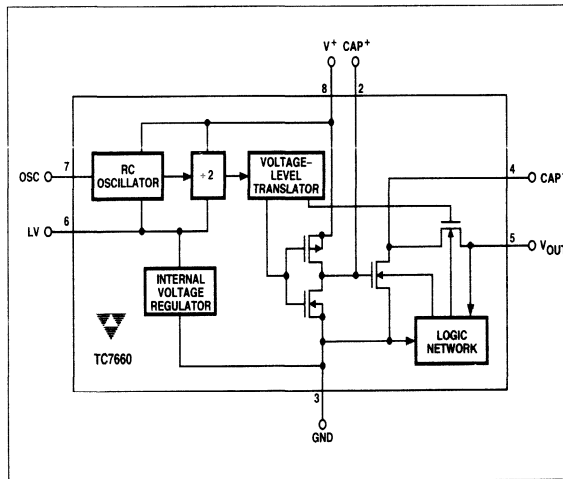 V+ CAP+
8 2
RC OSCILLATOR
÷2
VOLTAGE-
LEVEL
TRANSLATOR
OSC 7
4 CAP-
LV 6
5 VOUT
INTERNAL
VOLTAGE
REGULATOR
LOGIC
NETWORK
TC7660
3
GND